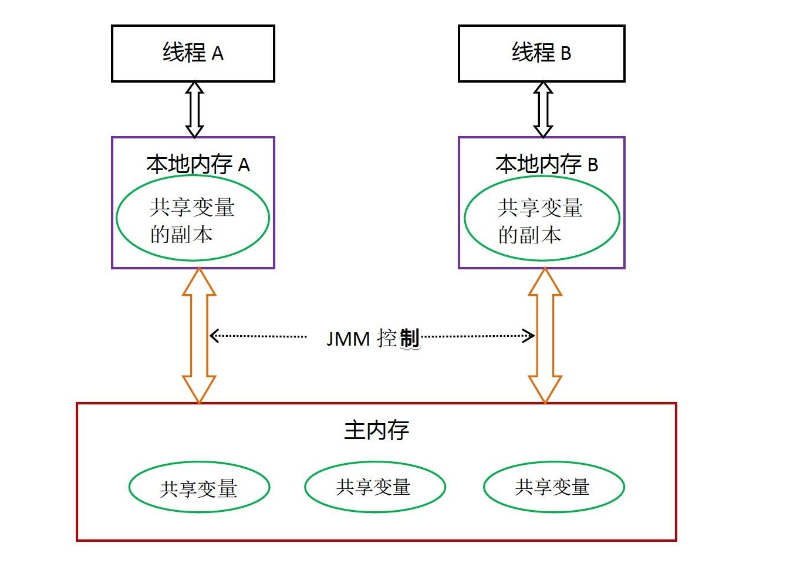 线程 A
线程 B
本地内存 A
共享变量
的副本
本地内存 B
共享变量
的副本
JMM 控制
主内存
共享变量
共享变量
共享变量